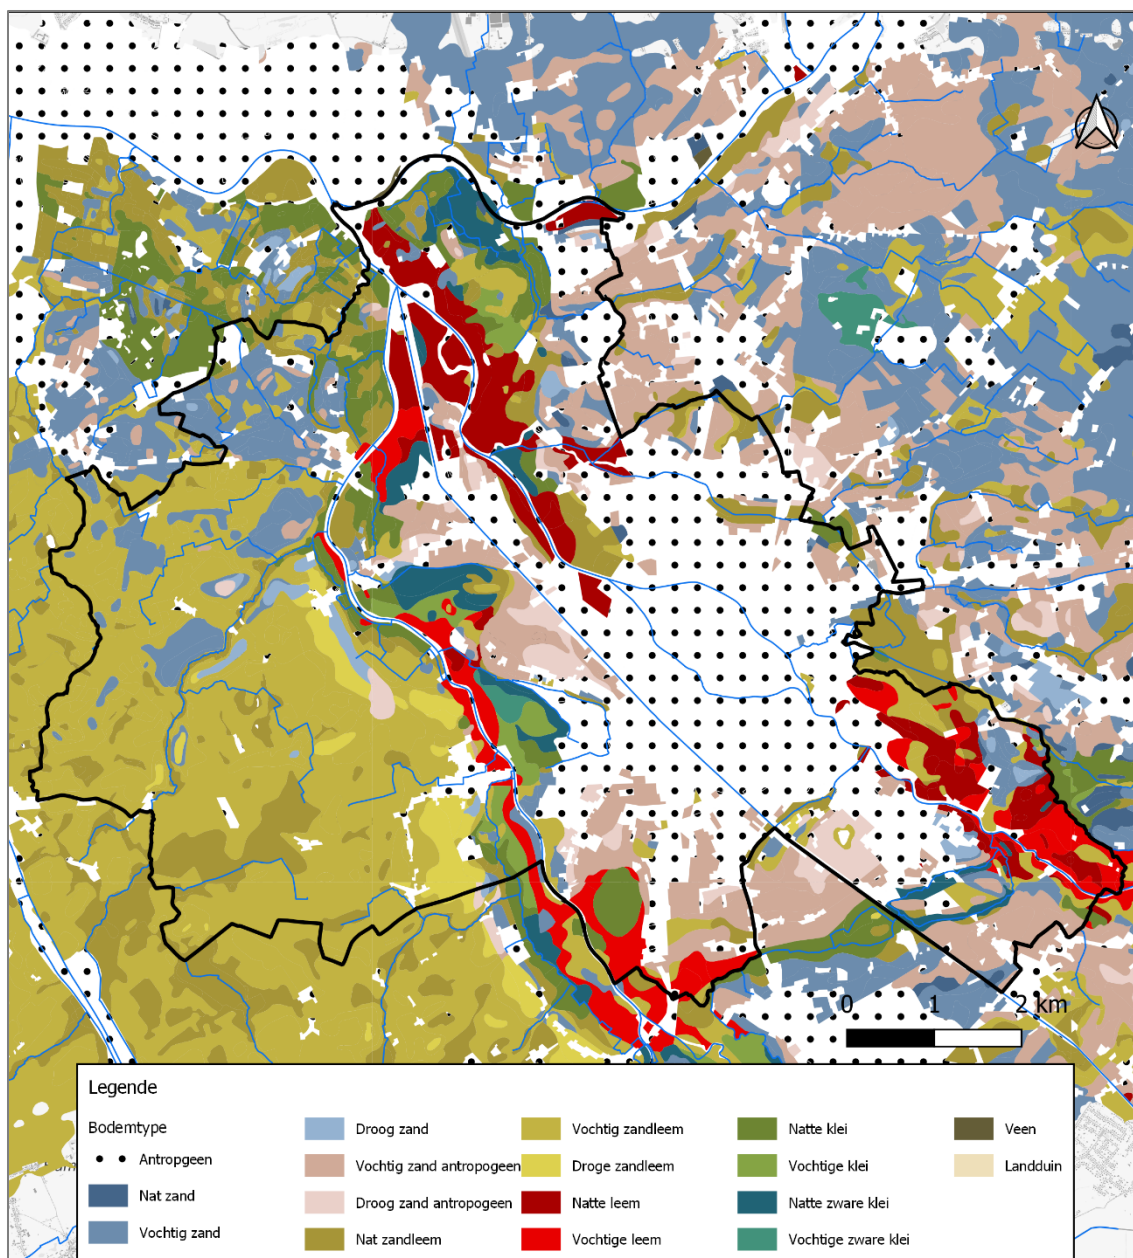 0 1 2 km
Legende
Bodemtype
Antropgeen
Nat zand
Vochtig zand
Droog zand
Vochtig zand antropogeen
Droog zand antropogeen
Nat zandleem
Vochtig zandleem
Droge zandleem
Natte leem
Vochtige leem
Natte klei
Vochtige klei
Natte zware klei
Vochtige zware klei
Veen
Landduin